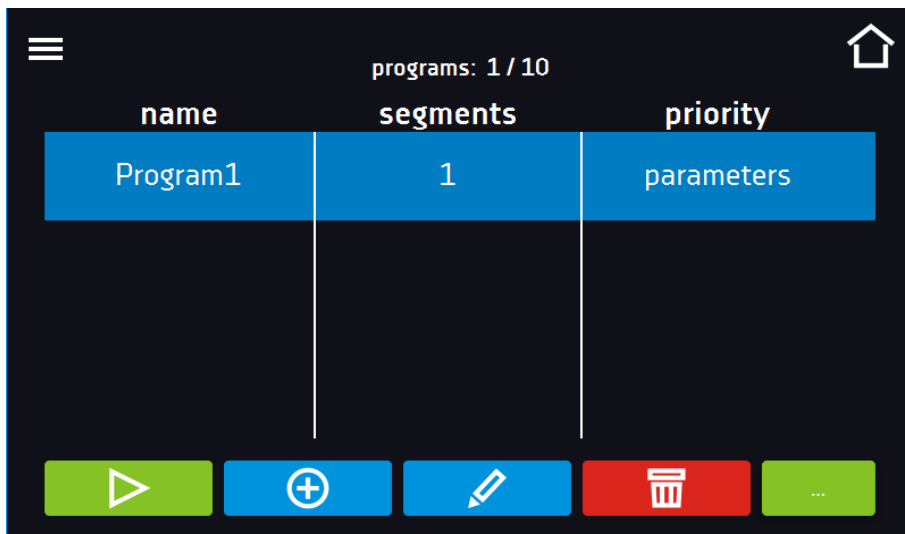 programs: 1 / 10
name segments priority
Program1 1 parameters
...